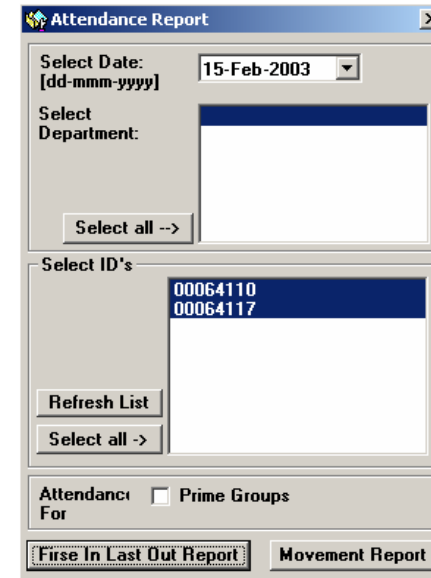 Attendance Report
Select Date: 15-Feb-2003
[dd-mmm-yyyy]
Select
Department:
Select all -->
Select ID's
00064110
00064117
Refresh List
Select all ->
Attendanc Prime Groups
For
Firse In Last Out Report Movement Report